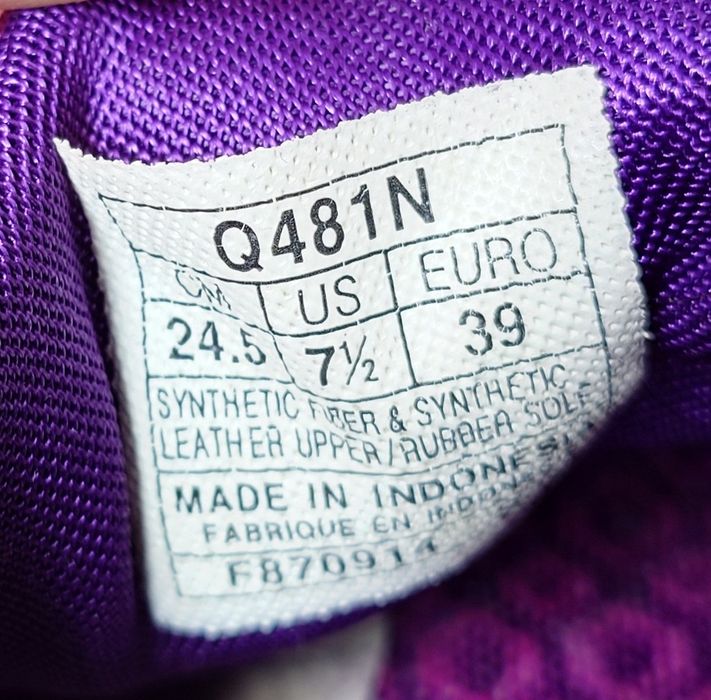 Q481N
CM US EURO
24.5 7½ 39
SYNTHETIC FIBER & SYNTHETIC
LEATHER UPPER/RUBBER SOLE
MADE IN INDONESIA
FABRIQUE EN
F870914